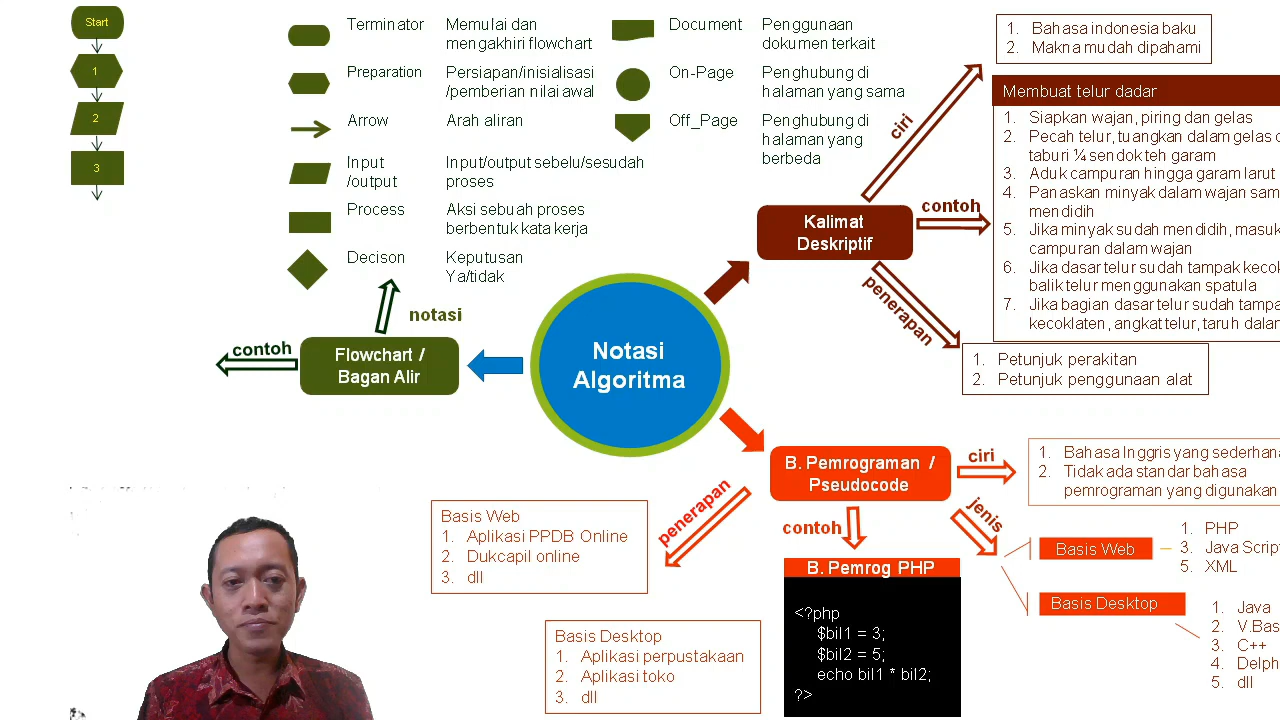 Start
1
2
3
Terminator
Memulai dan
mengakhiri flowchart
Preparation
Persiapan/inisialisasi
/pemberian nilai awal
Arrow
Arah aliran
Input
/output
Input/output sebelu/sesudah
proses
Process
Aksi sebuah proses
berbentuk kata kerja
Decison
Keputusan
Ya/tidak
Document
Penggunaan
dokumen terkait
On-Page
Penghubung di
halaman yang sama
Off_Page
Penghubung di
halaman yang
berbeda
notasi
contoh
Flowchart /
Bagan Alir
Notasi
Algoritma
Kalimat
Deskriptif
ciri
1. Bahasa indonesia baku
2. Makna mudah dipahami
contoh
Membuat telur dadar
1. Siapkan wajan, piring dan gelas
2. Pecah telur, tuangkan dalam gelas d
taburi ¼ sendok teh garam
3. Aduk campuran hingga garam larut
4. Panaskan minyak dalam wajan sam
mendidih
5. Jika minyak sudah mendidih, masuk
campuran dalam wajan
6. Jika dasar telur sudah tampak kecok
balik telur menggunakan spatula
7. Jika bagian dasar telur sudah tampa
kecoklaten, angkat telur, taruh dalam
penerapan
1. Petunjuk perakitan
2. Petunjuk penggunaan alat
B. Pemrograman /
Pseudocode
ciri
1. Bahasa Inggris yang sederhana
2. Tidak ada standar bahasa
pemrograman yang digunakan
jenis
Basis Web
1. PHP
3. Java Script
5. XML
Basis Desktop
1. Java
2. V.Bas
3. C++
4. Delph
5. dll
contoh
B. Pemrog PHP
<?php
$bil1 = 3;
$bil2 = 5;
echo bil1 * bil2;
?>
penerapan
Basis Web
1. Aplikasi PPDB Online
2. Dukcapil online
3. dll
Basis Desktop
1. Aplikasi perpustakaan
2. Aplikasi toko
3. dll